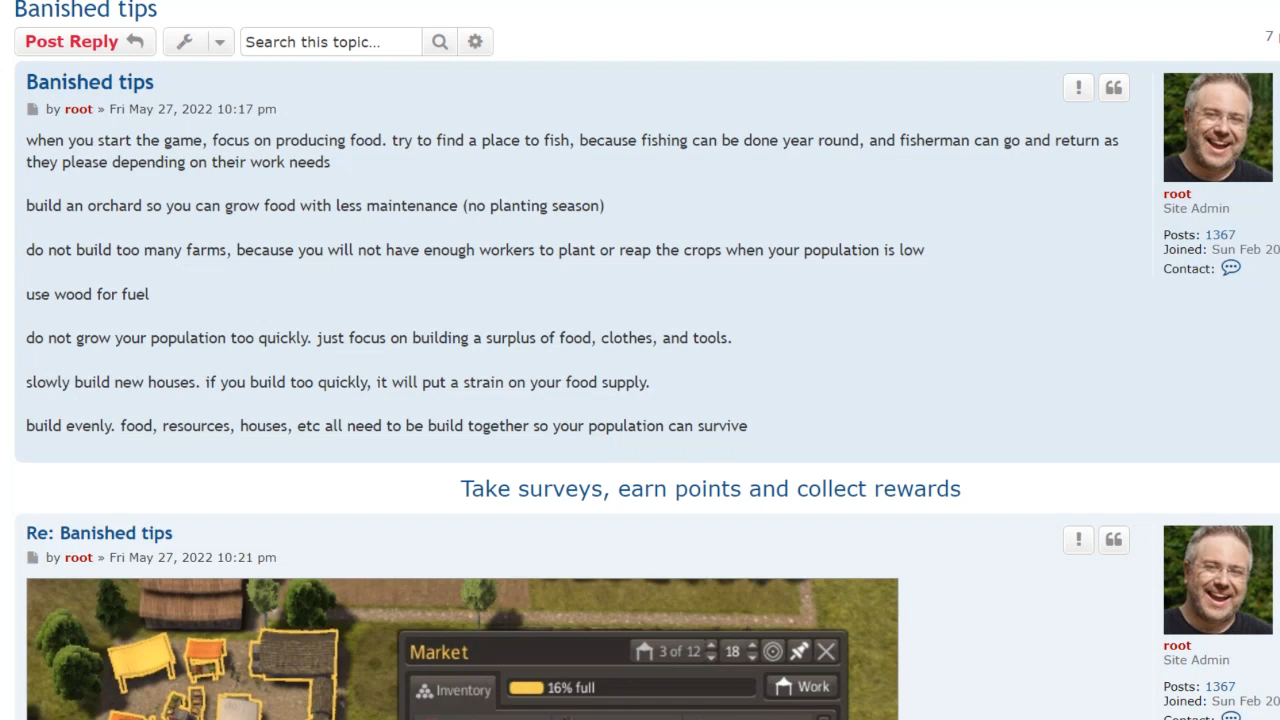 Banished tips
Post Reply
Search this topic...
7
Banished tips
by root » Fri May 27, 2022 10:17 pm
when you start the game, focus on producing food. try to find a place to fish, because fishing can be done year round, and fisherman can go and return as
they please depending on their work needs
build an orchard so you can grow food with less maintenance (no planting season)
do not build too many farms, because you will not have enough workers to plant or reap the crops when your population is low
use wood for fuel
do not grow your population too quickly. just focus on building a surplus of food, clothes, and tools.
slowly build new houses. if you build too quickly, it will put a strain on your food supply.
build evenly. food, resources, houses, etc all need to be build together so your population can survive
root
Site Admin
Posts: 1367
Joined: Sun Feb 20
Contact:
Take surveys, earn points and collect rewards
Re: Banished tips
by root » Fri May 27, 2022 10:21 pm
Market
3 of 12
18
Inventory
16% full
Work
root
Site Admin
Posts: 1367
Joined: Sun Feb 20
Contact: